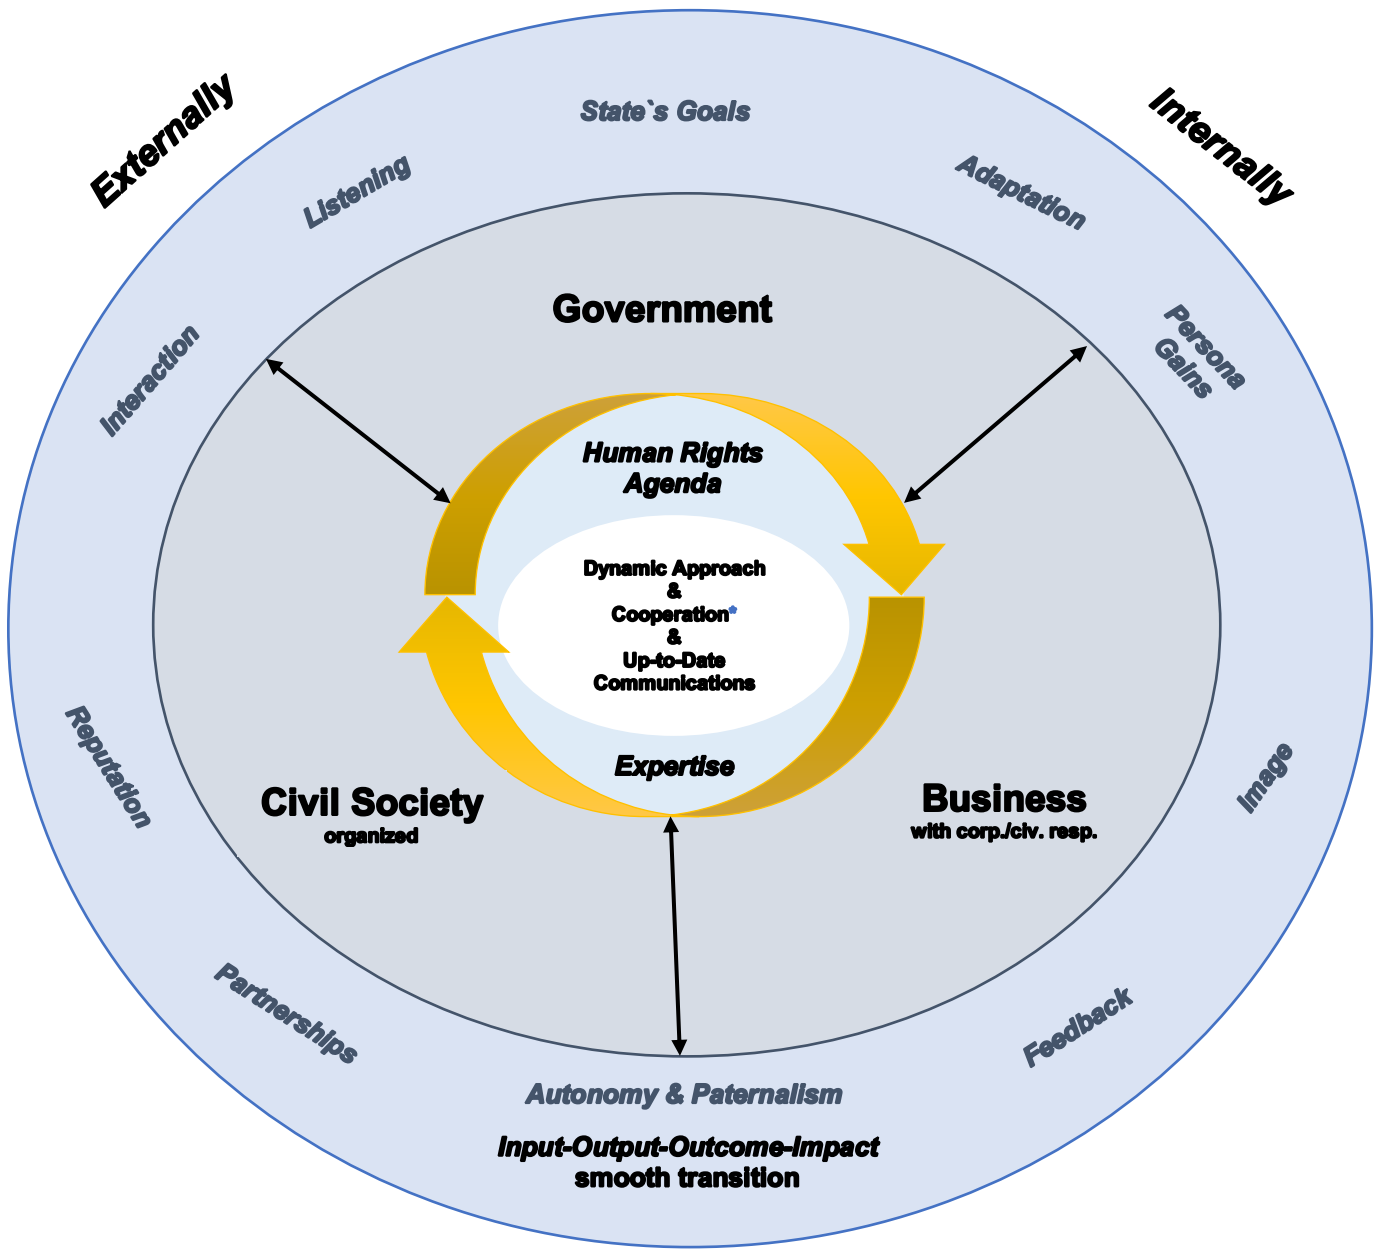 Externally
Internally
State`s Goals
Listening
Adaptation
Interaction
Persona
Gains
Government
Human Rights
Agenda
Dynamic Approach
&
Cooperation*
&
Up-to-Date
Communications
Expertise
Reputation
Image
Civil Society
organized
Business
with corp./civ. resp.
Partnerships
Feedback
Autonomy & Paternalism
Input-Output-Outcome-Impact
smooth transition